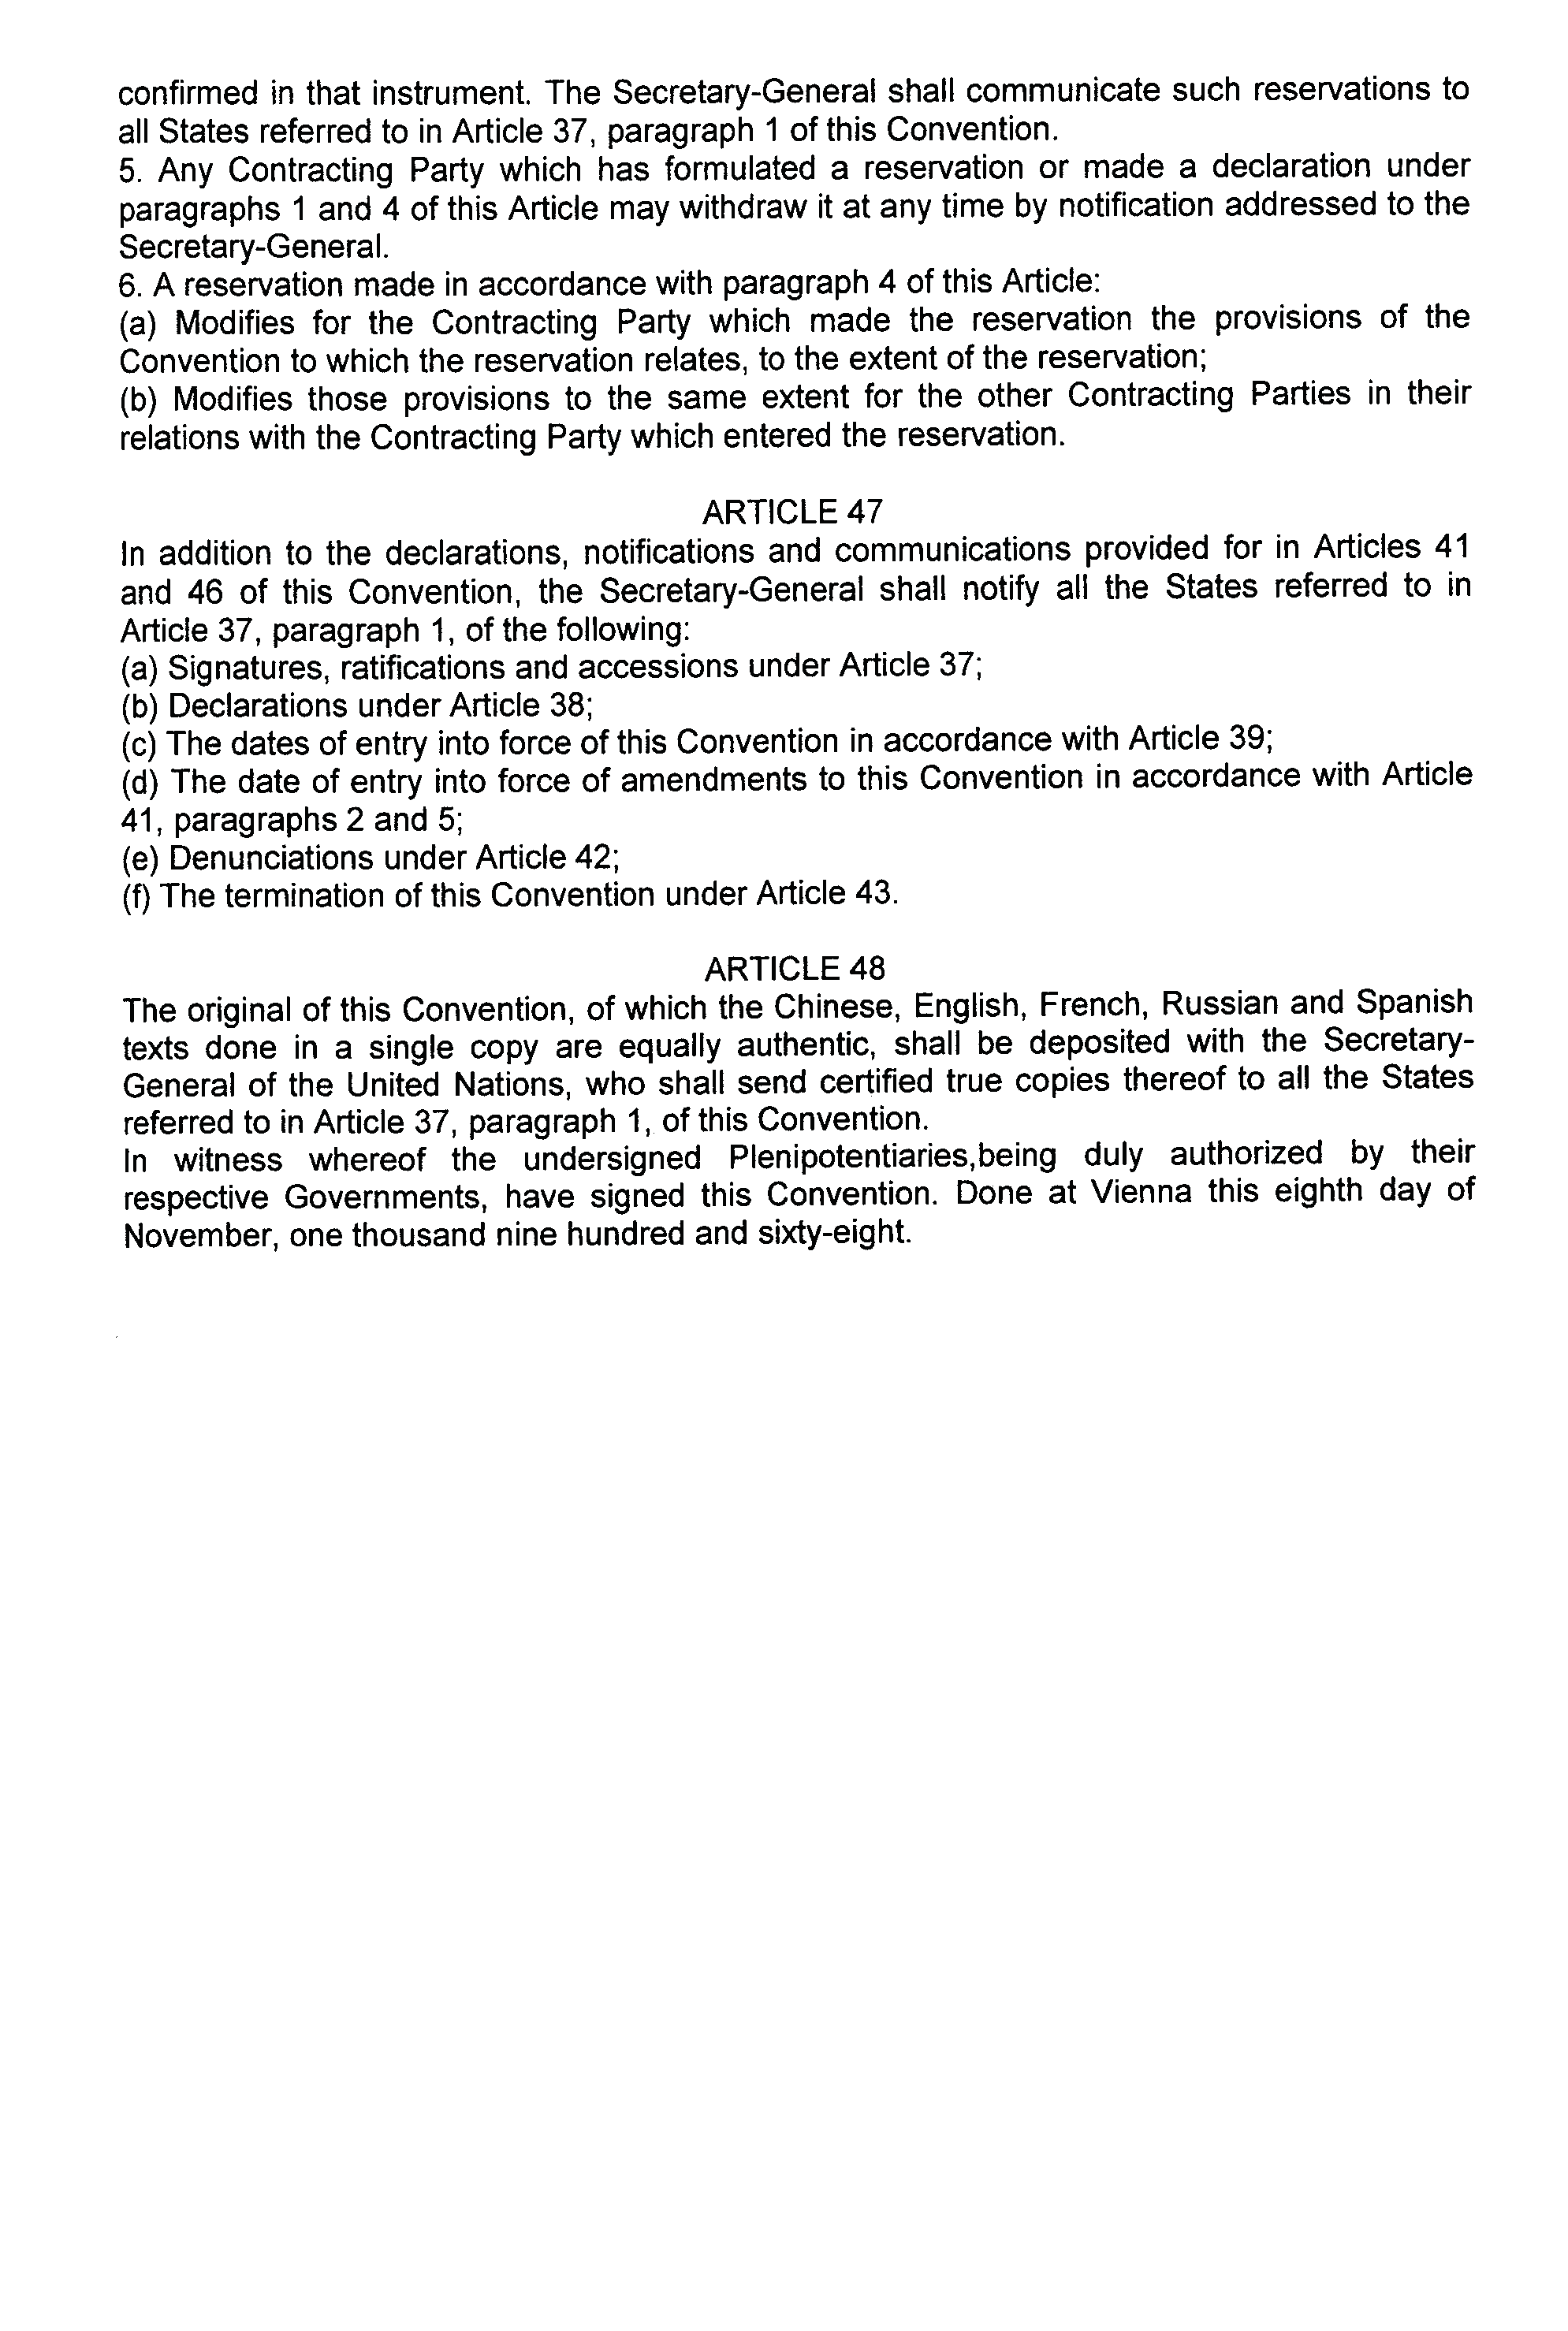 confirmed in that instrument. The Secretary-General shall communicate such reservations to
all States referred to in Article 37, paragraph 1 of this Convention.
5. Any Contracting Party which has formulated a reservation or made a declaration under
paragraphs 1 and 4 of this Article may withdraw it at any time by notification addressed to the
Secretary-General.
6. A reservation made in accordance with paragraph 4 of this Article:
(a) Modifies for the Contracting Party which made the reservation the provisions of the
Convention to which the reservation relates, to the extent of the reservation;
(b) Modifies those provisions to the same extent for the other Contracting Parties in their
relations with the Contracting Party which entered the reservation.
ARTICLE 47
In addition to the declarations, notifications and communications provided for in Articles 41
and 46 of this Convention, the Secretary-General shall notify all the States referred to in
Article 37, paragraph 1, of the following:
(a) Signatures, ratifications and accessions under Article 37;
(b) Declarations under Article 38;
(c) The dates of entry into force of this Convention in accordance with Article 39;
(d) The date of entry into force of amendments to this Convention in accordance with Article
41, paragraphs 2 and 5;
(e) Denunciations under Article 42;
(f) The termination of this Convention under Article 43.
ARTICLE 48
The original of this Convention, of which the Chinese, English, French, Russian and Spanish
texts done in a single copy are equally authentic, shall be deposited with the Secretary-
General of the United Nations, who shall send certified true copies thereof to all the States
referred to in Article 37, paragraph 1, of this Convention.
In witness whereof the undersigned Plenipotentiaries,being duly authorized by their
respective Governments, have signed this Convention. Done at Vienna this eighth day of
November, one thousand nine hundred and sixty-eight.